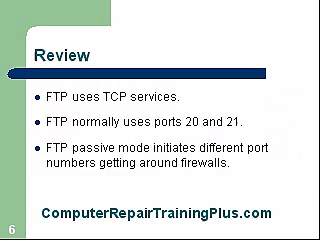 Review
FTP uses TCP services.
FTP normally uses ports 20 and 21.
FTP passive mode initiates different port
numbers getting around firewalls.
ComputerRepairTrainingPlus.com
6